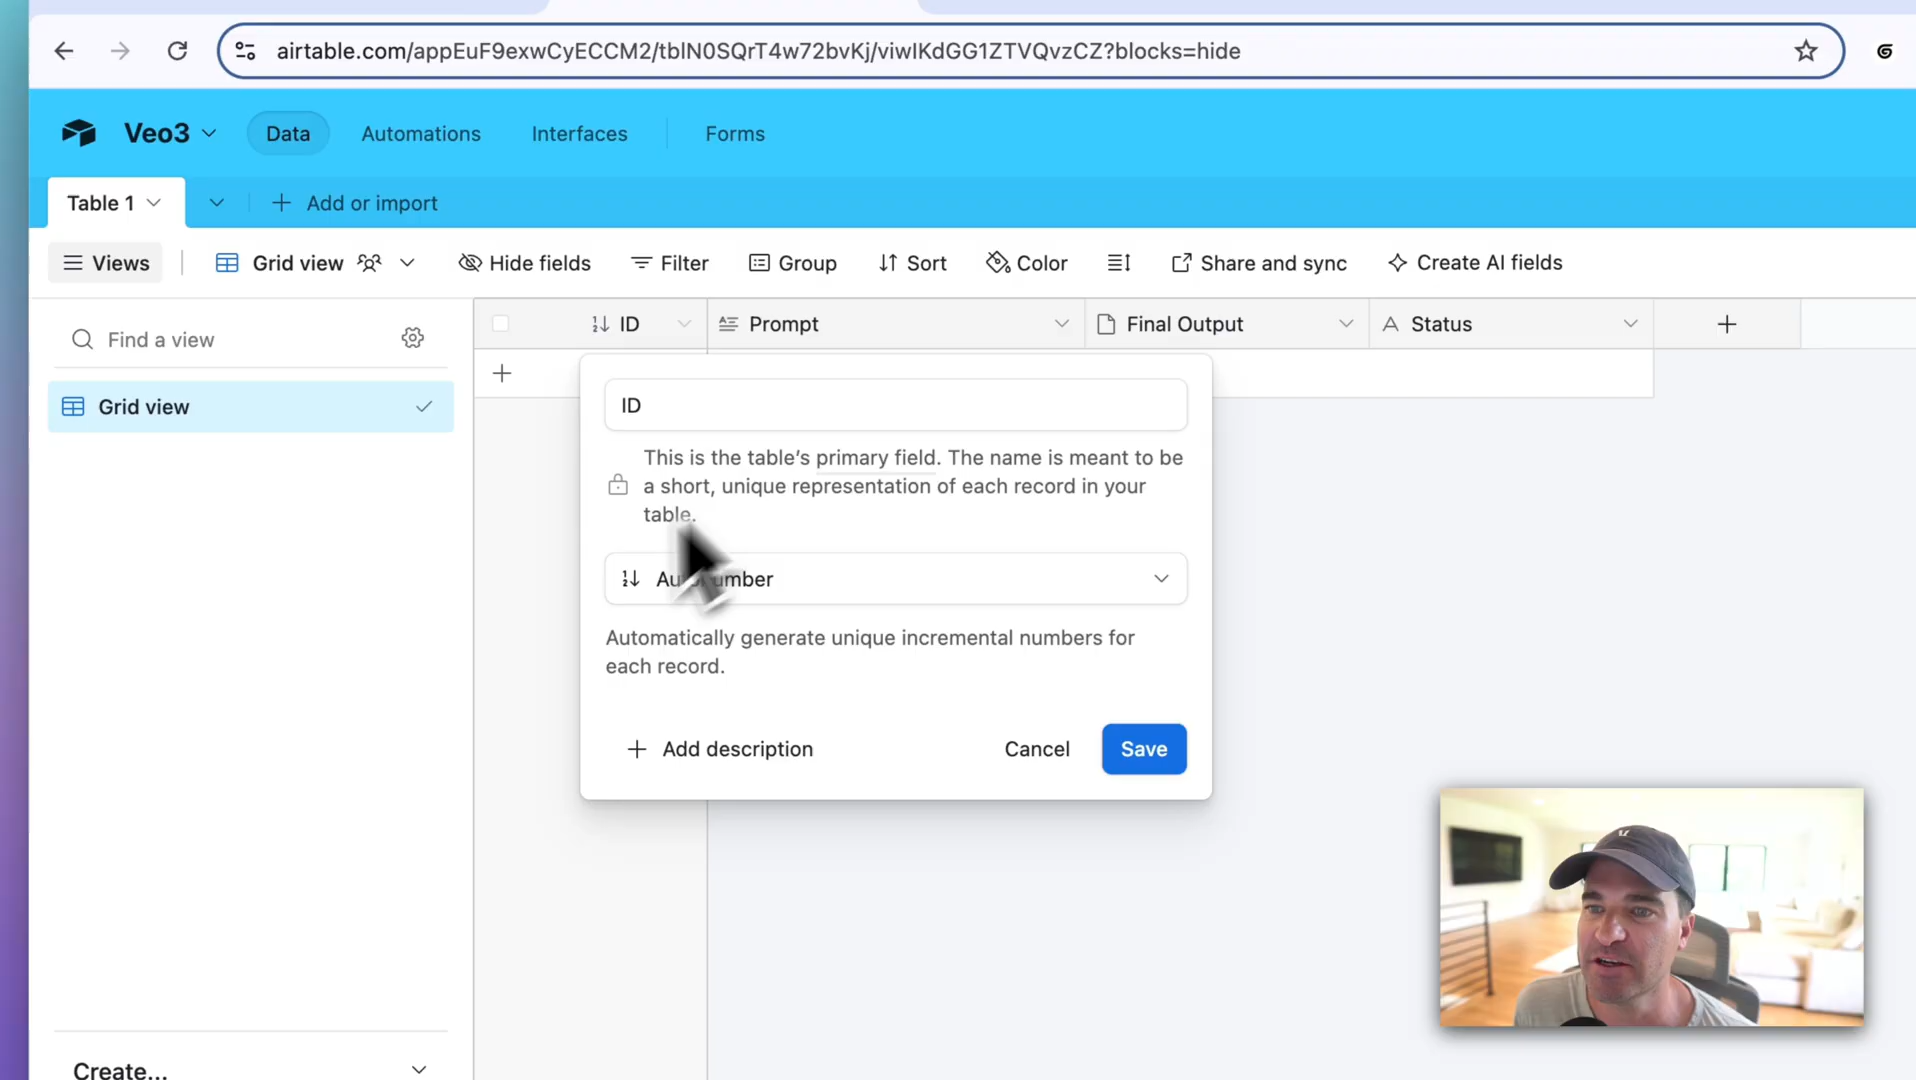 airtable.com/appEuF9exwCyECCM2/tblN0SQrT4w72bvKj/viwIKdGG1ZTVQvzCZ?blocks=hide
Veo3
Data
Automations
Interfaces
Forms
Table 1
Add or import
Views
Grid view
Hide fields
Filter
Group
Sort
Color
Share and sync
Create AI fields
Find a view
ID
Prompt
Final Output
Status
Grid view
ID
This is the table's primary field. The name is meant to be
a short, unique representation of each record in your
table.
Autonumber
Automatically generate unique incremental numbers for
each record.
Add description
Cancel
Save
Create...